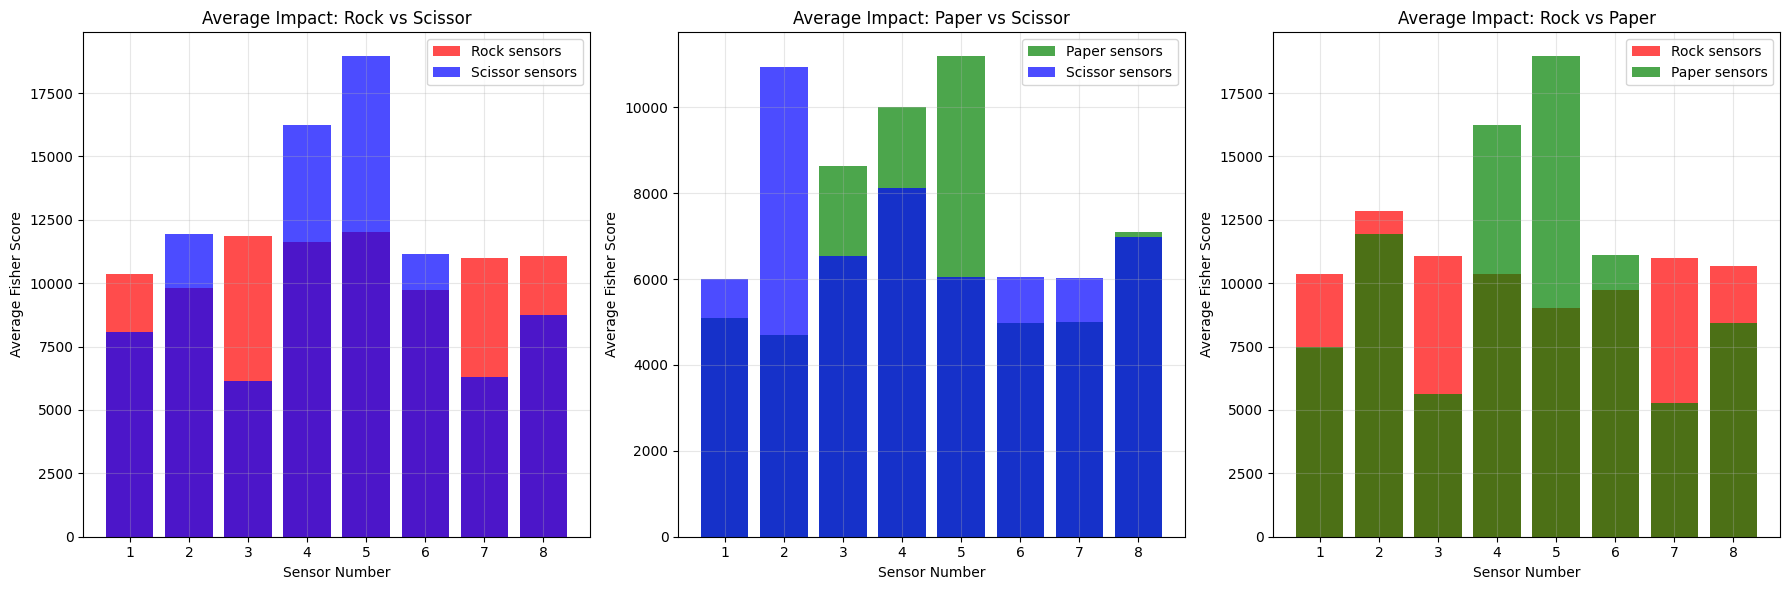 Average Impact: Rock vs Scissor
Rock sensors
Scissor sensors
Average Fisher Score
17500
15000
12500
10000
7500
5000
2500
0
1 2 3 4 5 6 7 8
Sensor Number
Average Impact: Paper vs Scissor
Paper sensors
Scissor sensors
Average Fisher Score
10000
8000
6000
4000
2000
0
1 2 3 4 5 6 7 8
Sensor Number
Average Impact: Rock vs Paper
Rock sensors
Paper sensors
Average Fisher Score
17500
15000
12500
10000
7500
5000
2500
0
1 2 3 4 5 6 7 8
Sensor Number